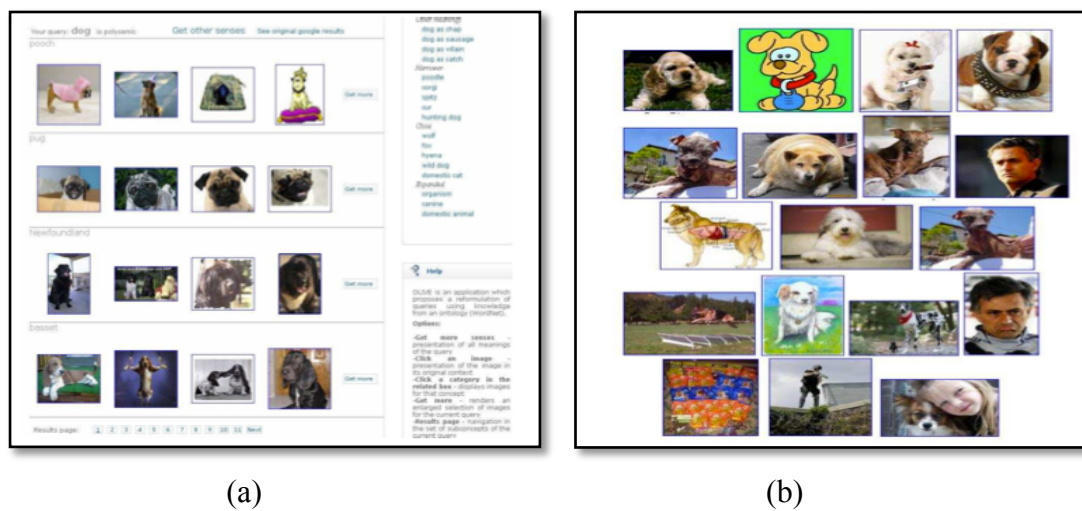 Your query: dog is polysemic Get other senses See original google results
pooch
Get more
pug
Get more
Newfoundland
Get more
basset
Get more
Results page: 1 2 3 4 5 6 7 8 9 10 11 Next
dog as chap
dog as sausage
dog as villain
dog as catch
Narrower
poodle
corgi
spitz
cur
hunting dog
Close
wolf
fox
hyena
wild dog
domestic cat
Expanded
organism
canine
domestic animal
Help
OLIVE is an application which
proposes a reformulation of
queries using knowledge
from an ontology (WordNet).
Options:
-Get more senses -
presentation of all meanings
of the query
-Click an image -
presentation of the image in
its original context
-Click a category in the
related box - displays images
for that concept
-Get more - renders an
enlarged selection of images
for the current query
-Results page - navigation in
the set of subconcepts of the
current query
(a)
(b)